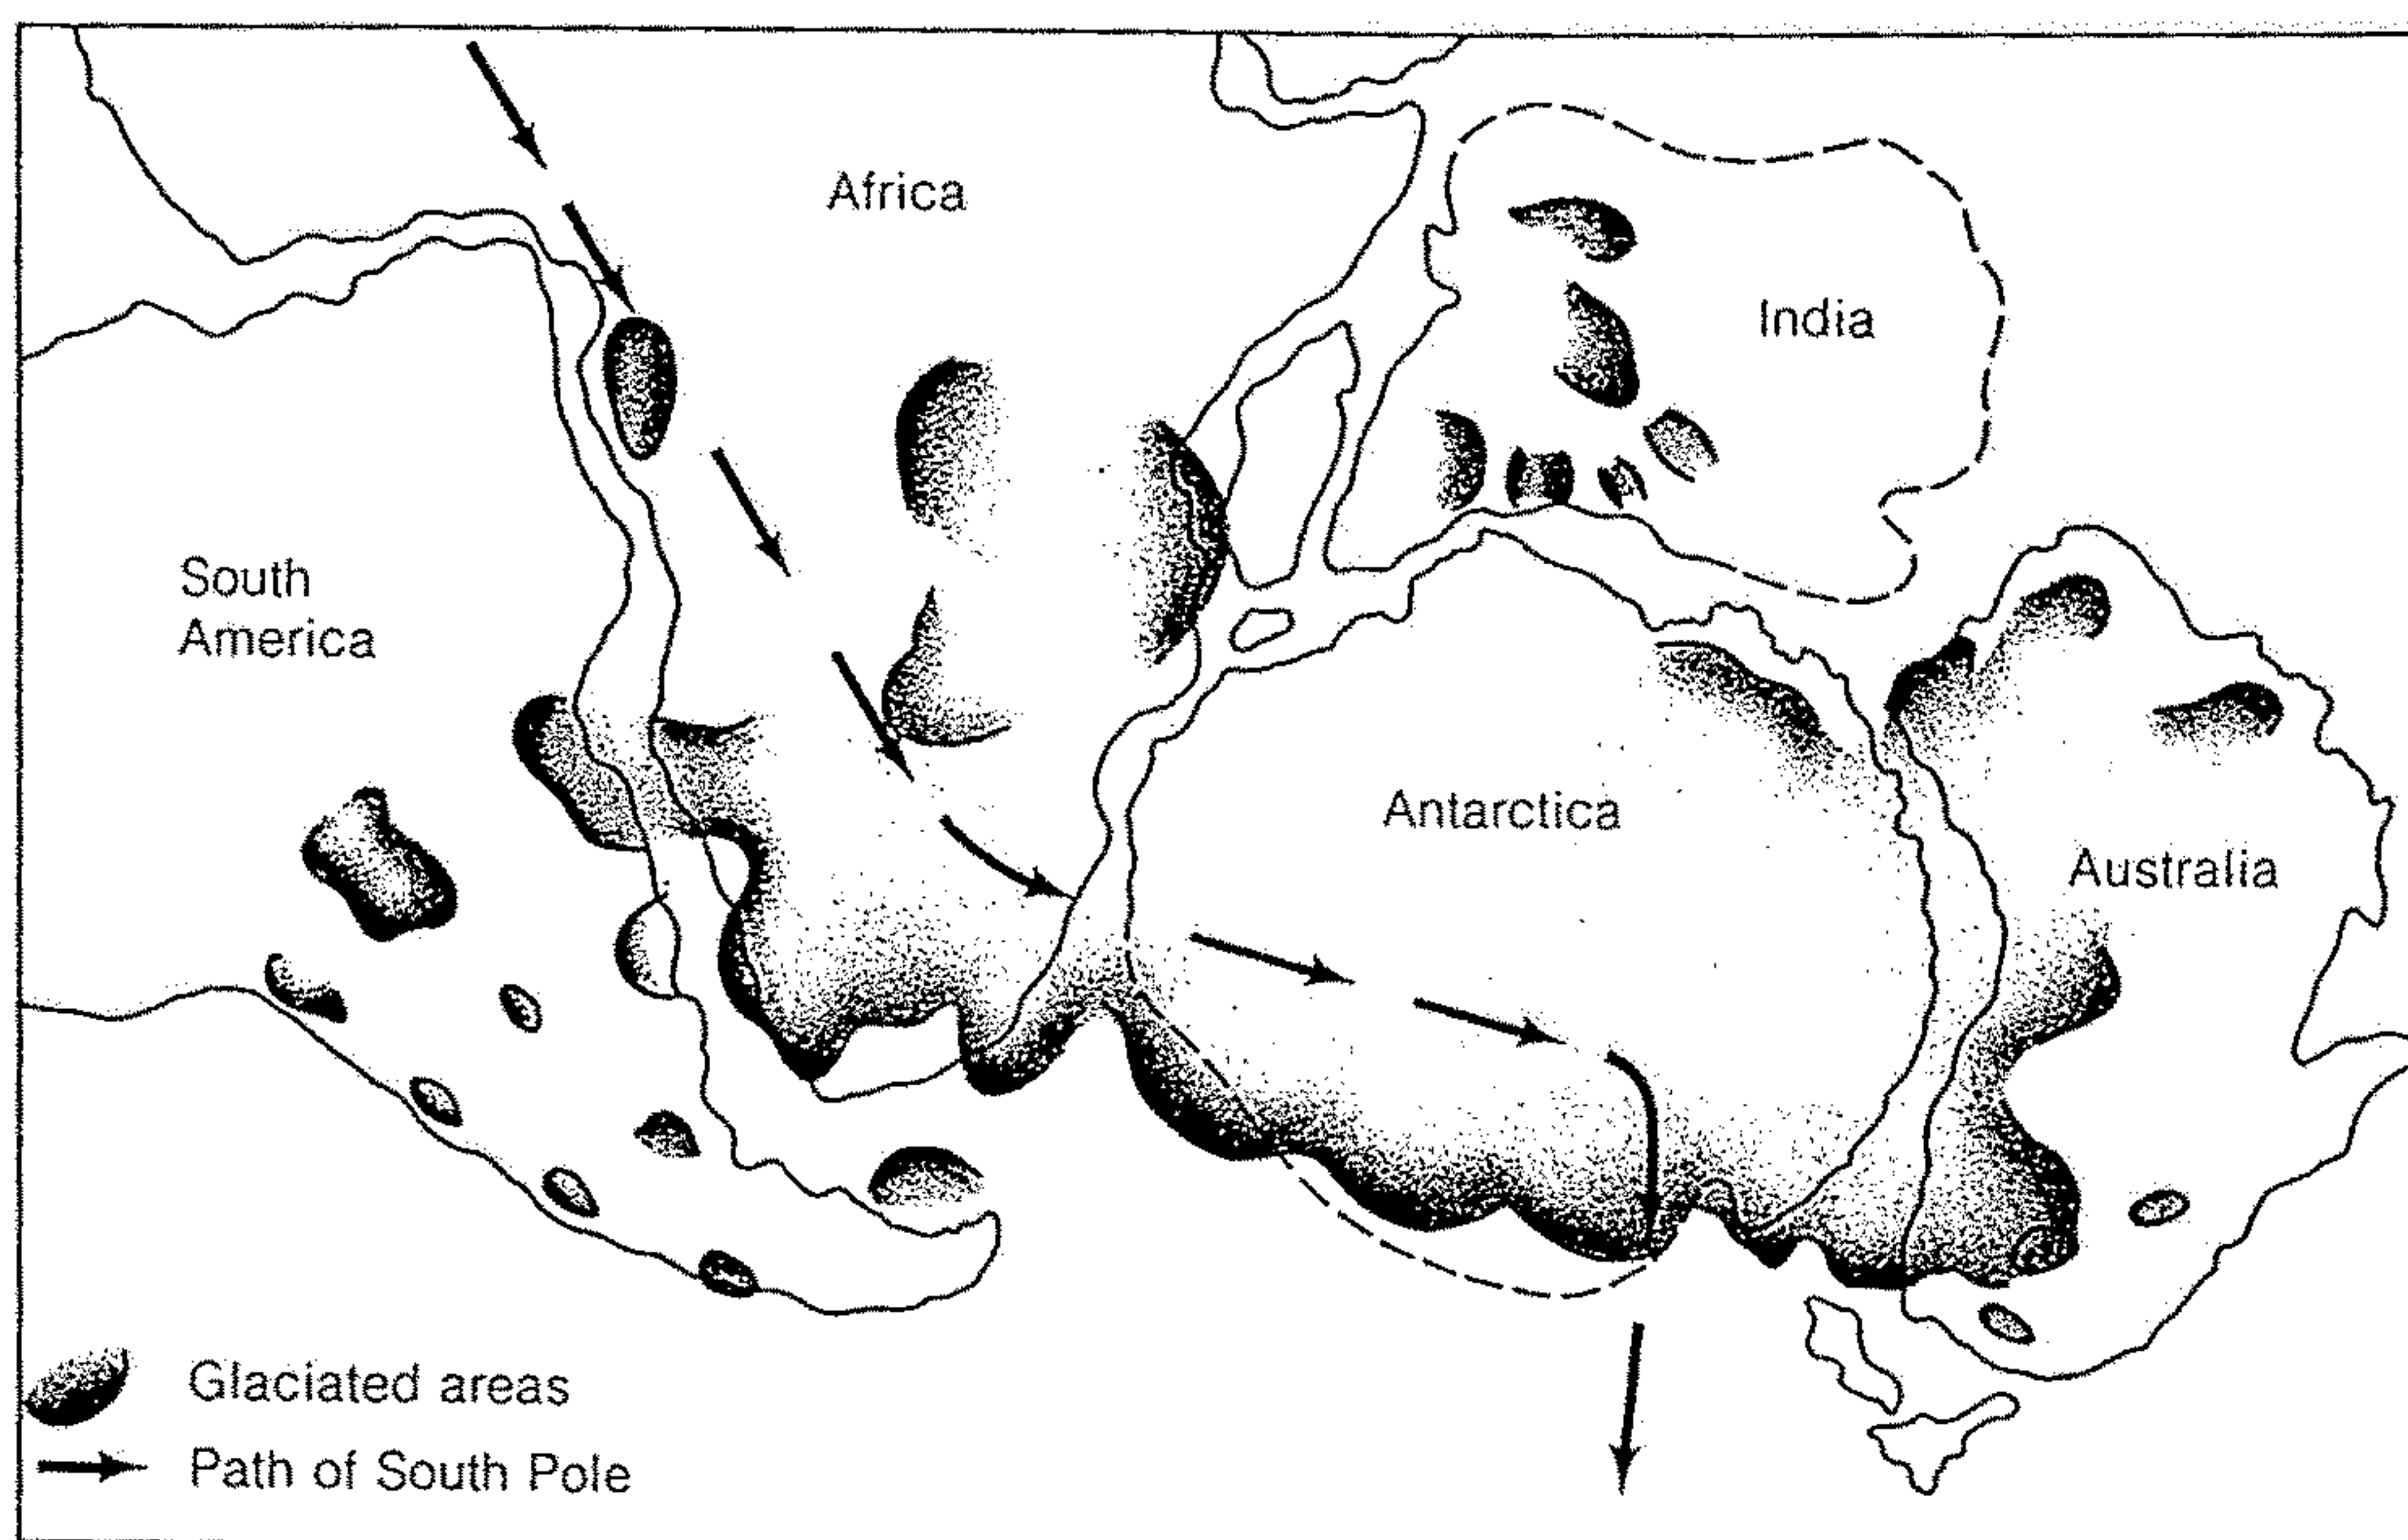 Africa
India
South
America
Antarctica
Australia
Glaciated areas
Path of South Pole